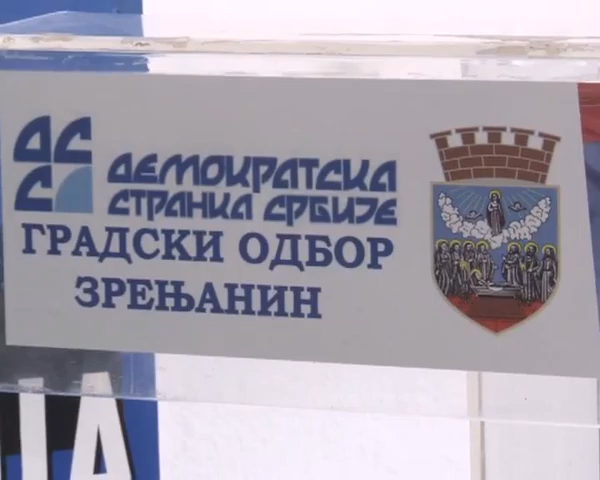 ДС
С
ДЕМОКРАТСКА
СТРАНКА СРБИЈЕ
ГРАДСКИ ОДБОР
ЗРЕЊАНИН